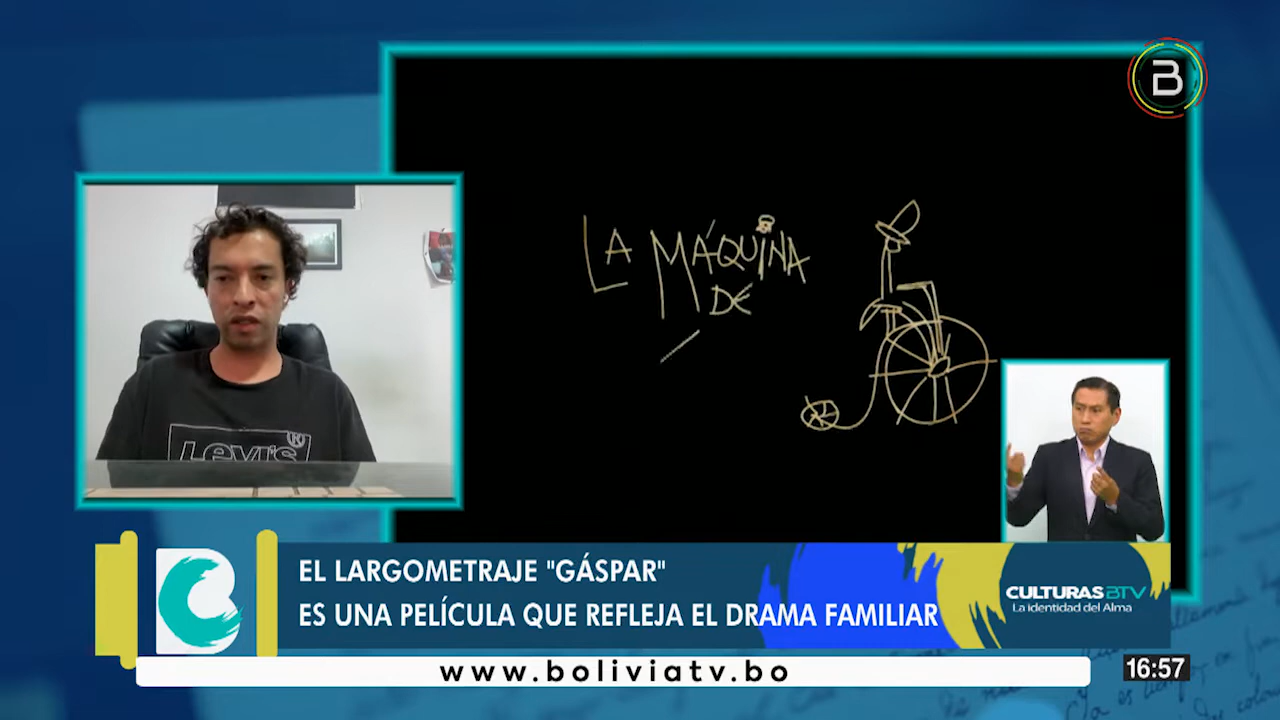 B
LA MÁQUINA
DE
Levi's®
EL LARGOMETRAJE "GÁSPAR"
ES UNA PELÍCULA QUE REFLEJA EL DRAMA FAMILIAR
CULTURAS BTV
La identidad del Alma
www.boliviatv.bo
16:57